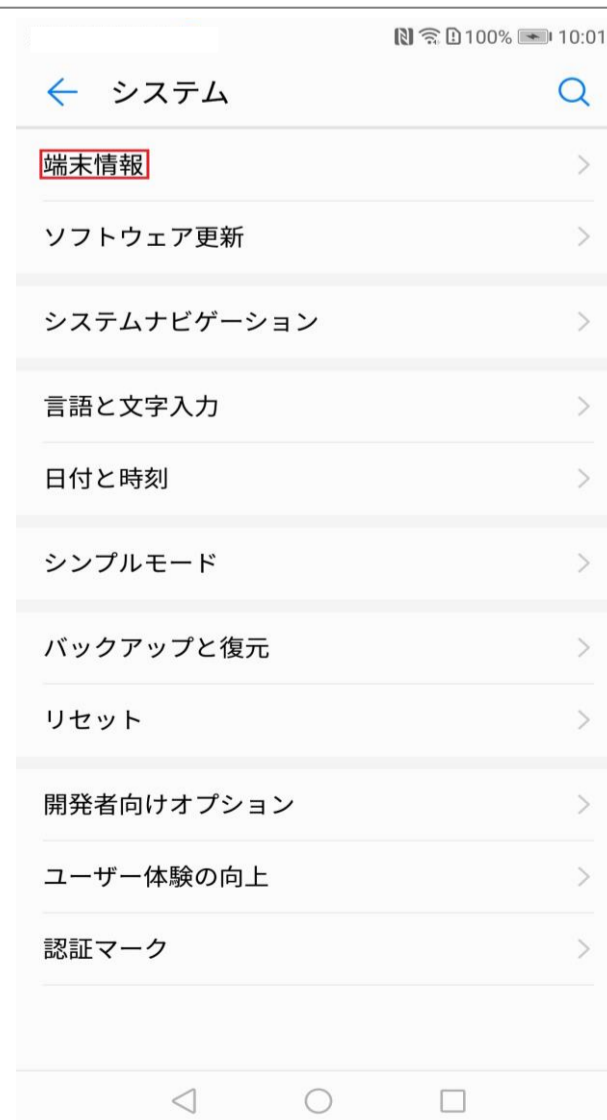 100% 10:01
システム
端末情報
ソフトウェア更新
システムナビゲーション
言語と文字入力
日付と時刻
シンプルモード
バックアップと復元
リセット
開発者向けオプション
ユーザー体験の向上
認証マーク